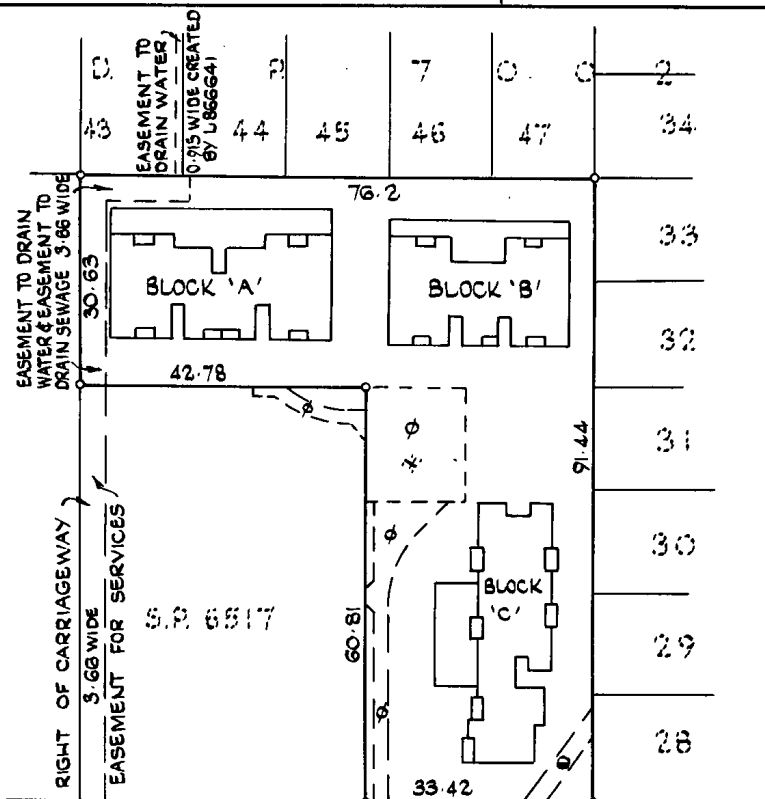 D. P. 7 O O 2
43 44 45 46 47 34
EASEMENT TO
DRAIN WATER
0.915 WIDE CREATED
BY L866641
76.2
EASEMENT TO DRAIN
WATER & EASEMENT TO
DRAIN SEWAGE 3.66 WIDE
30.63
BLOCK 'A'
BLOCK 'B'
33
32
42.78
Ø
Ø
*
91.44
31
Ø
30
RIGHT OF CARRIAGEWAY
3.66 WIDE
EASEMENT FOR SERVICES
S.P. 6517
60.81
BLOCK
'C'
29
Ø
28
33.42